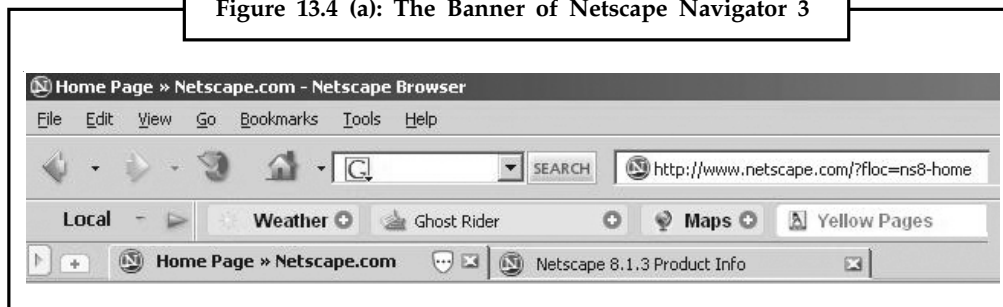 Figure 13.4 (a): The Banner of Netscape Navigator 3
Home Page » Netscape.com - Netscape Browser
File Edit View Go Bookmarks Tools Help
G SEARCH http://www.netscape.com/?floc=ns8-home
Local Weather Ghost Rider Maps Yellow Pages
Home Page » Netscape.com Netscape 8.1.3 Product Info